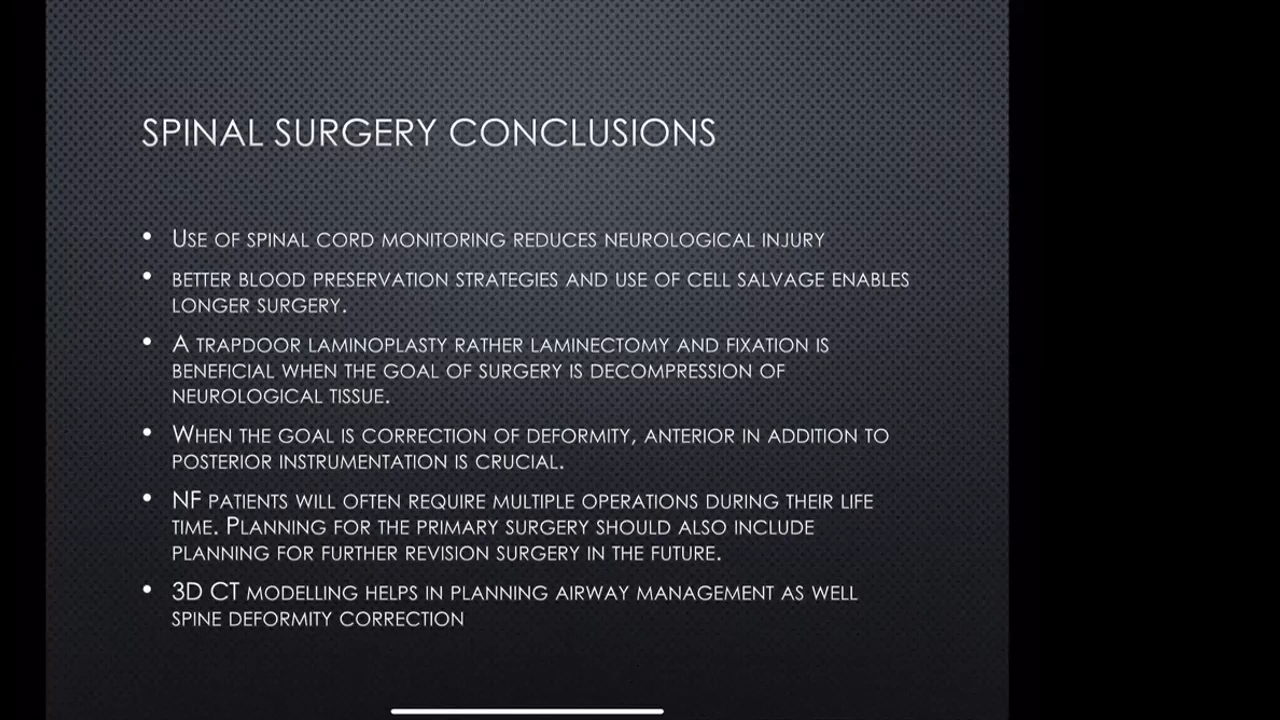 SPINAL SURGERY CONCLUSIONS
• USE OF SPINAL CORD MONITORING REDUCES NEUROLOGICAL INJURY
• BETTER BLOOD PRESERVATION STRATEGIES AND USE OF CELL SALVAGE ENABLES
LONGER SURGERY.
• A TRAPDOOR LAMINOPLASTY RATHER LAMINECTOMY AND FIXATION IS
BENEFICIAL WHEN THE GOAL OF SURGERY IS DECOMPRESSION OF
NEUROLOGICAL TISSUE.
• WHEN THE GOAL IS CORRECTION OF DEFORMITY, ANTERIOR IN ADDITION TO
POSTERIOR INSTRUMENTATION IS CRUCIAL.
• NF PATIENTS WILL OFTEN REQUIRE MULTIPLE OPERATIONS DURING THEIR LIFE
TIME. PLANNING FOR THE PRIMARY SURGERY SHOULD ALSO INCLUDE
PLANNING FOR FURTHER REVISION SURGERY IN THE FUTURE.
• 3D CT MODELLING HELPS IN PLANNING AIRWAY MANAGEMENT AS WELL
SPINE DEFORMITY CORRECTION